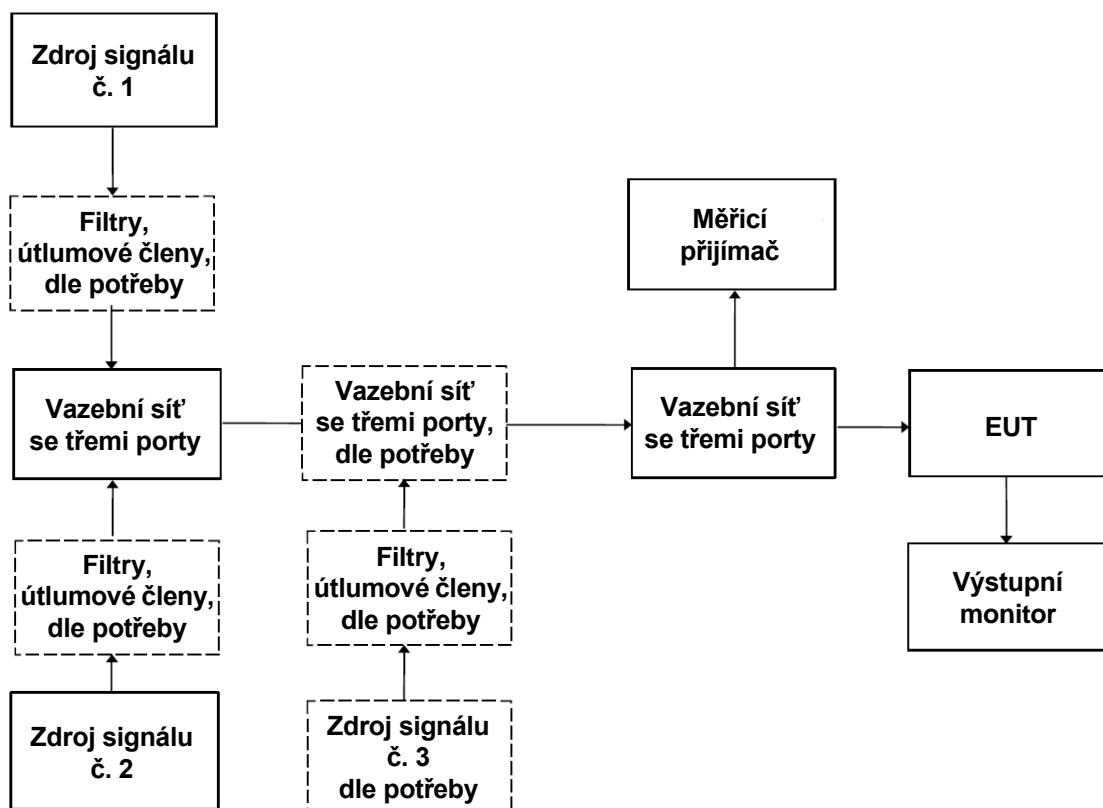 Zdroj signálu
č. 1
Filtry,
útlumové členy,
dle potřeby
Měřicí
přijímač
Vazební síť
se třemi porty
Vazební síť
se třemi porty,
dle potřeby
Vazební síť
se třemi porty
EUT
Filtry,
útlumové členy,
dle potřeby
Filtry,
útlumové členy,
dle potřeby
Výstupní
monitor
Zdroj signálu
č. 2
Zdroj signálu
č. 3
dle potřeby